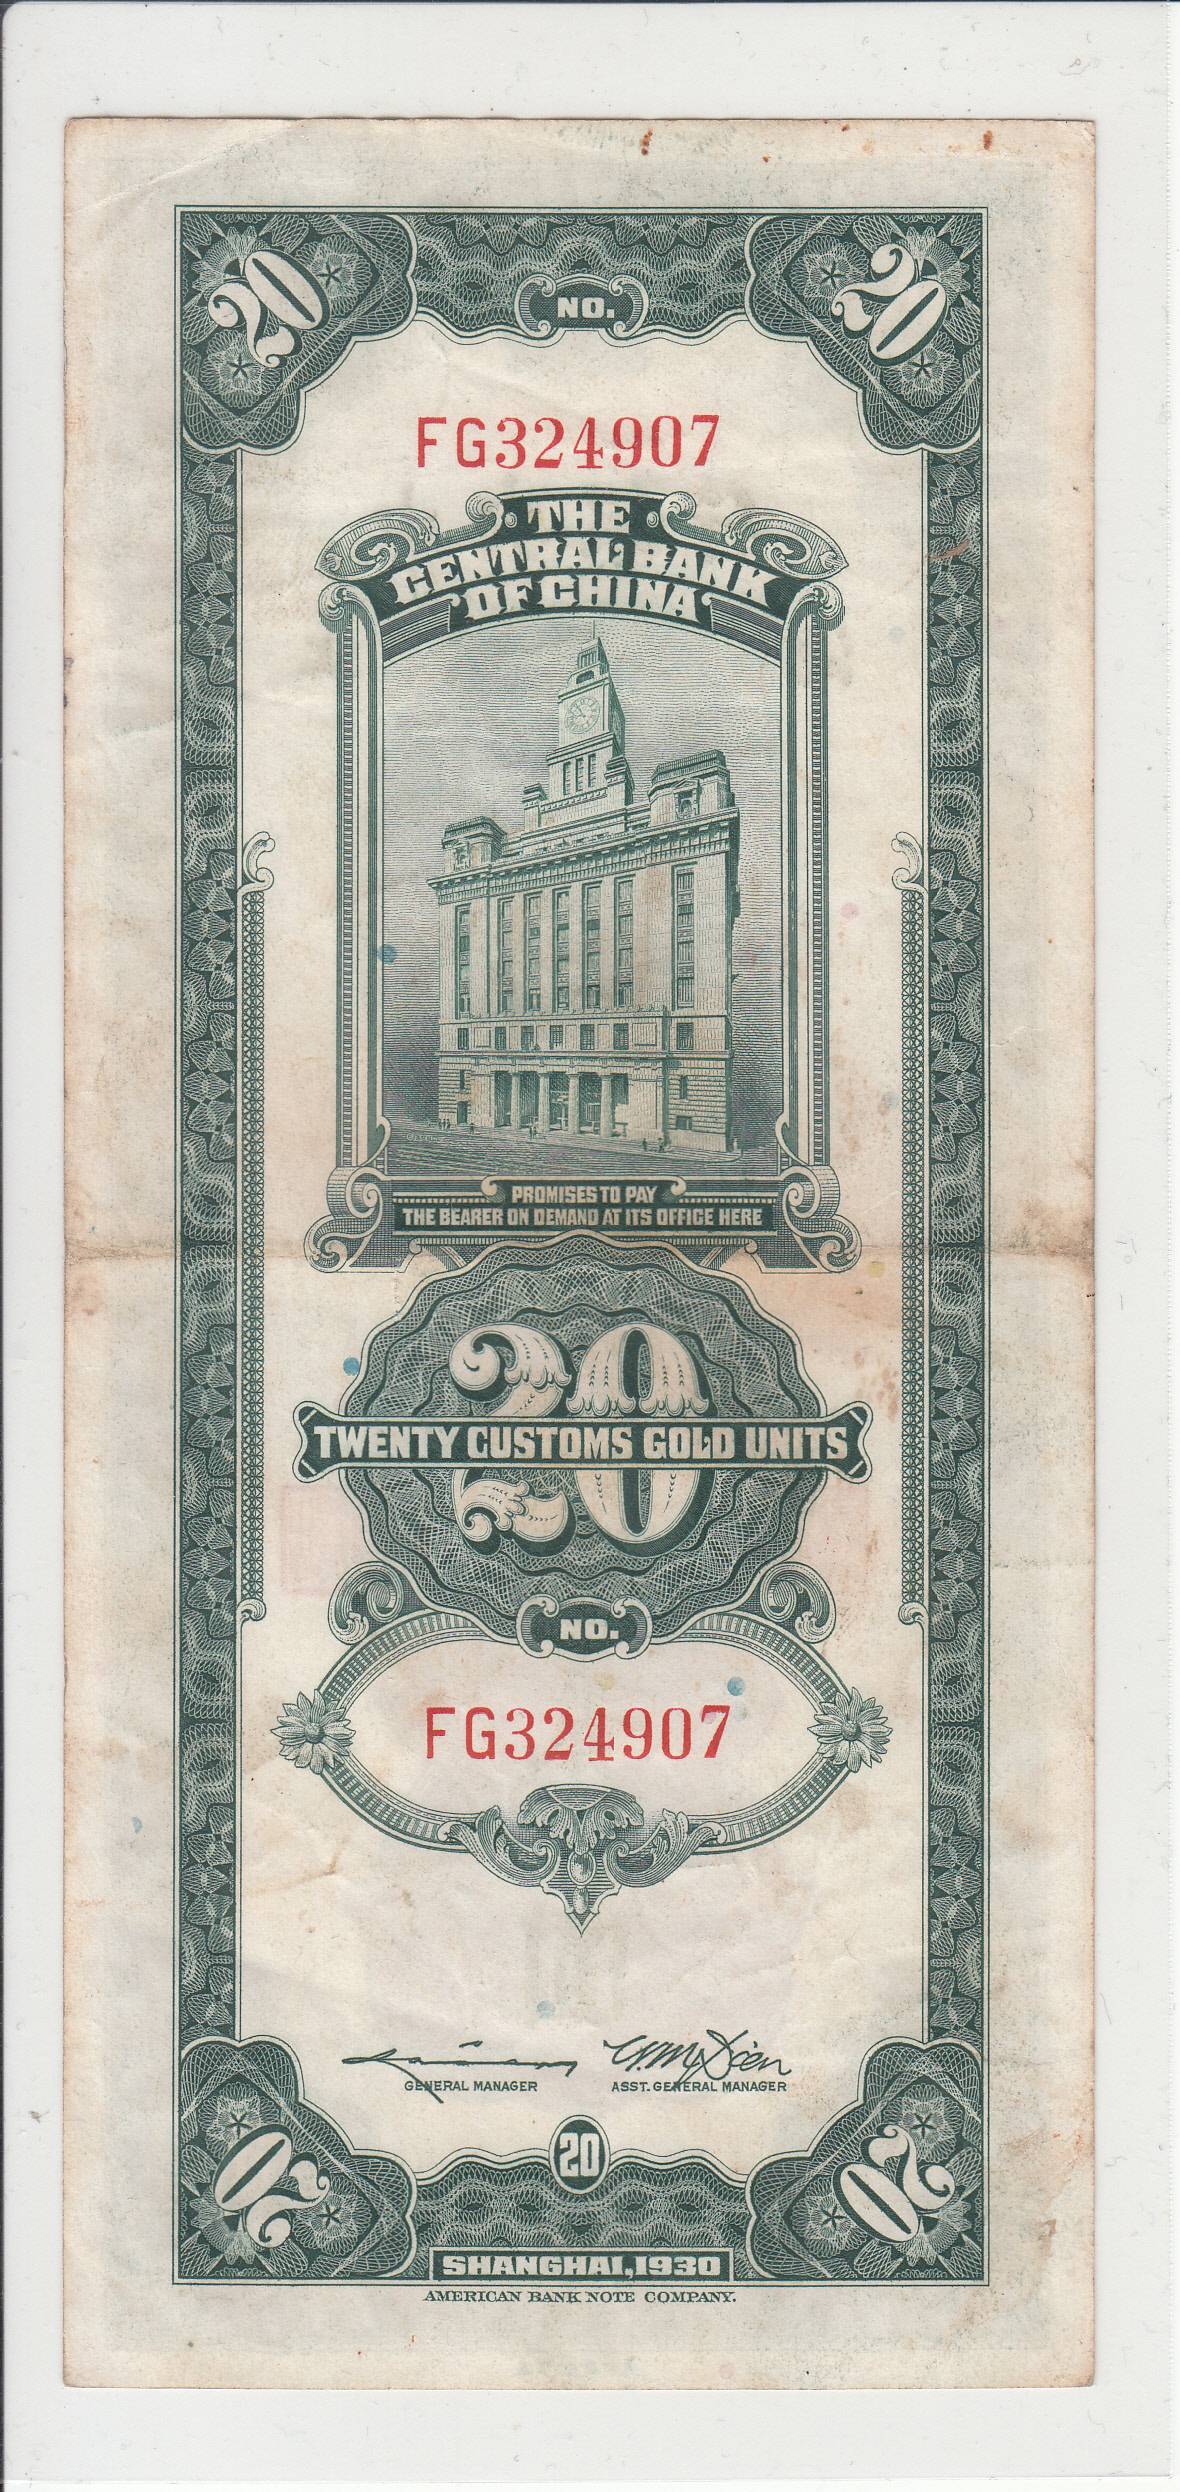 20
NO.
20
FG324907
THE
CENTRAL BANK
OF CHINA
PROMISES TO PAY
THE BEARER ON DEMAND AT ITS OFFICE HERE
20
TWENTY CUSTOMS GOLD UNITS
NO.
FG324907
GENERAL MANAGER
ASST. GENERAL MANAGER
20
20
20
SHANGHAI, 1930
AMERICAN BANK NOTE COMPANY.